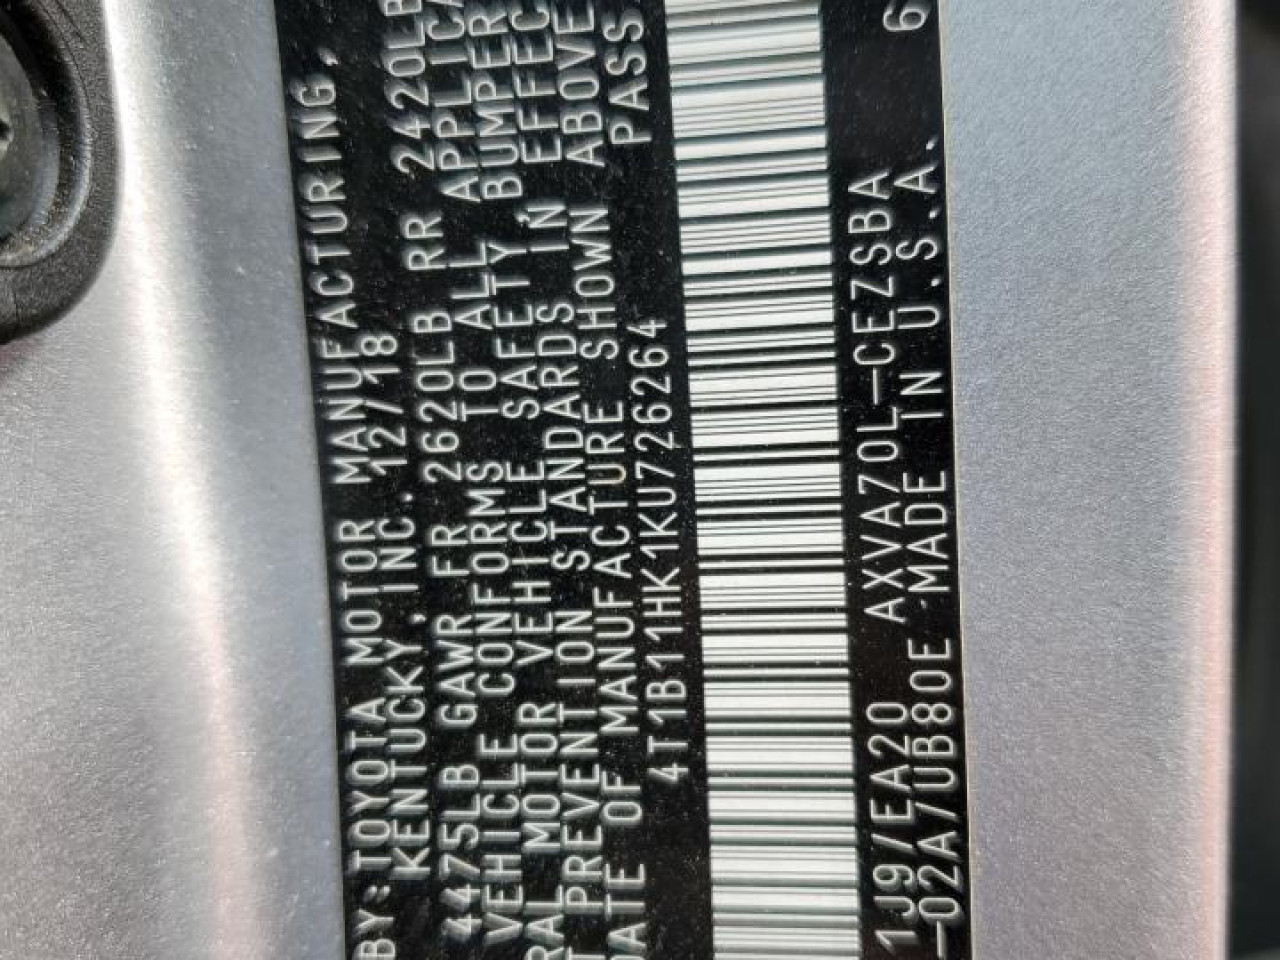 BY:TOYOTA MOTOR MANUFACTURING,
KENTUCKY,INC. 12/18
4475LB GAWR FR 2620LB RR 2420LB
VEHICLE CONFORMS TO ALL APPLICA
RAL MOTOR VEHICLE SAFETY BUMPER
T PREVENTION STANDARDS IN EFFEC
DATE OF MANUFACTURE SHOWN ABOVE
4T1B11HK1KU726264 PASS
1J9/EA20 AXVA70L-CEZSBA
-02A/UB80E MADE IN U.S.A. 6